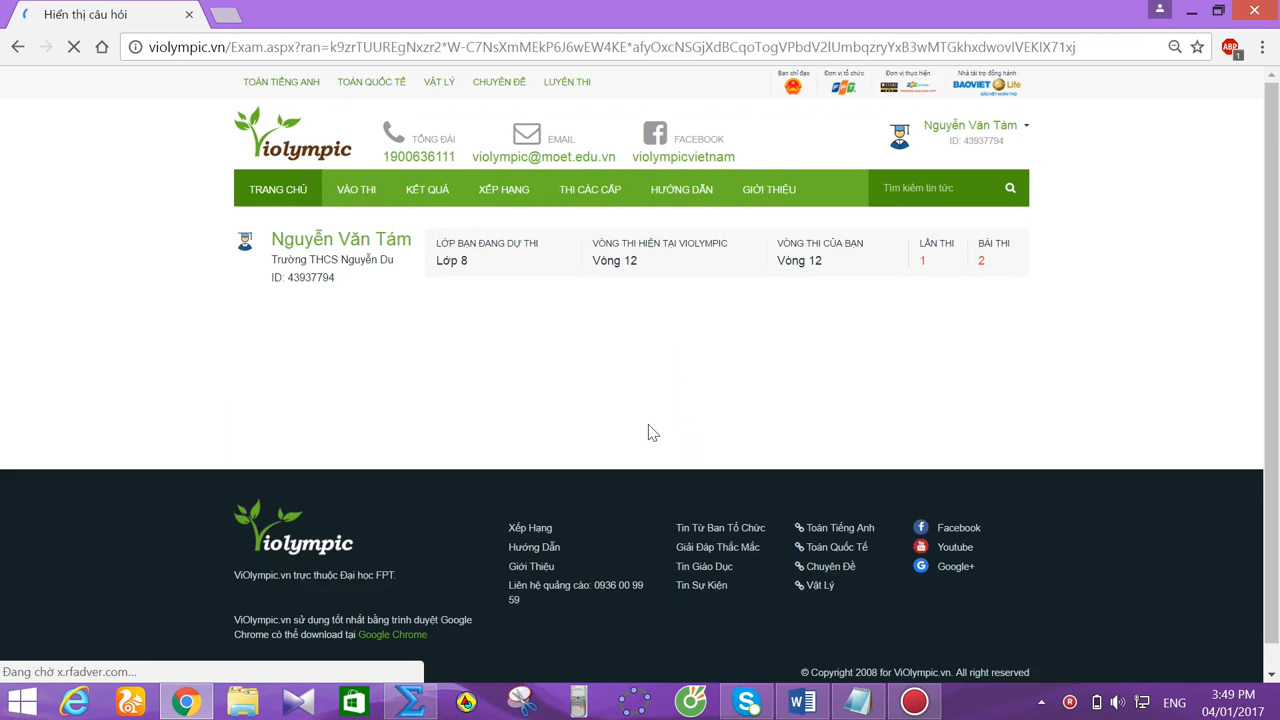 Hiển thị câu hỏi
violympic.vn/Exam.aspx?ran=k9zrTUUREgNxzr2*W-C7NsXmMEkP6J6wEW4KE*afyOxcNSGjXdBCqoTogVPbdV2lUmbqzryYxB3wMTGkhxdwovlVEKlX71xj
ABP
1
TOÁN TIẾNG ANH TOÁN QUỐC TẾ VẬT LÝ CHUYÊN ĐỀ LUYỆN THI
Ban chỉ đạo Đơn vị tổ chức Đơn vị thực hiện Nhà tài trợ đồng hành
FPT BAOVIET Life
Violympic
TỔNG ĐÀI EMAIL FACEBOOK
1900636111 violympic@moet.edu.vn violympicvietnam
Nguyễn Văn Tám
ID: 43937794
TRANG CHỦ VÀO THI KẾT QUẢ XẾP HẠNG THI CÁC CẤP HƯỚNG DẪN GIỚI THIỆU Tìm kiếm tin tức
Nguyễn Văn Tám
Trường THCS Nguyễn Du
ID: 43937794
LỚP BẠN ĐANG DỰ THI VÒNG THI HIỆN TẠI VIOLYMPIC VÒNG THI CỦA BẠN LẦN THI BÀI THI
Lớp 8 Vòng 12 Vòng 12 1 2
Violympic
ViOlympic.vn trực thuộc Đại học FPT.
ViOlympic.vn sử dụng tốt nhất bằng trình duyệt Google
Chrome có thể download tại Google Chrome
Xếp Hạng
Hướng Dẫn
Giới Thiệu
Liên hệ quảng cáo: 0936 00 99
59
Tin Từ Ban Tổ Chức
Giải Đáp Thắc Mắc
Tin Giáo Dục
Tin Sự Kiện
Toán Tiếng Anh
Toán Quốc Tế
Chuyên Đề
Vật Lý
Facebook
Youtube
Google+
© Copyright 2008 for ViOlympic.vn. All right reserved
Đang chờ x.rfadver.com...
ENG
3:49 PM
04/01/2017